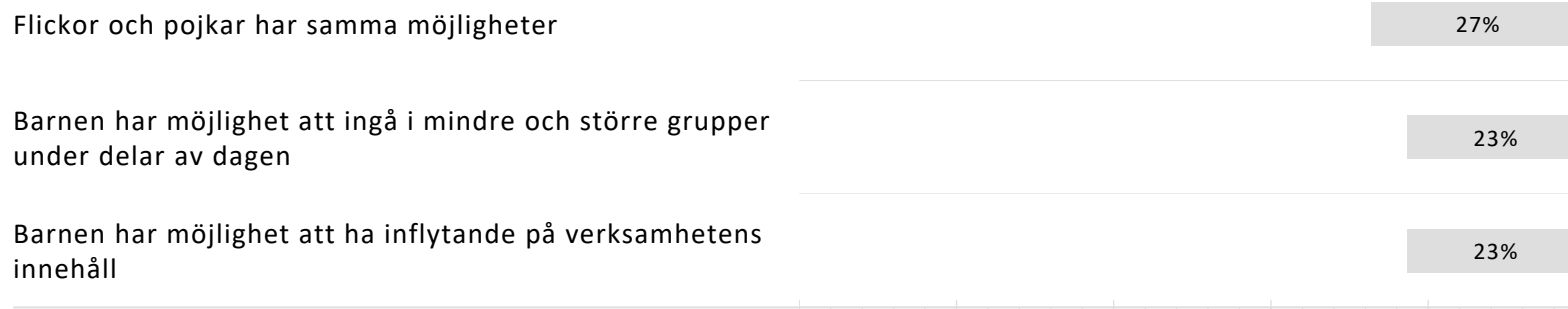 Flickor och pojkar har samma möjligheter
27%
Barnen har möjlighet att ingå i mindre och större grupper
under delar av dagen
23%
Barnen har möjlighet att ha inflytande på verksamhetens
innehåll
23%